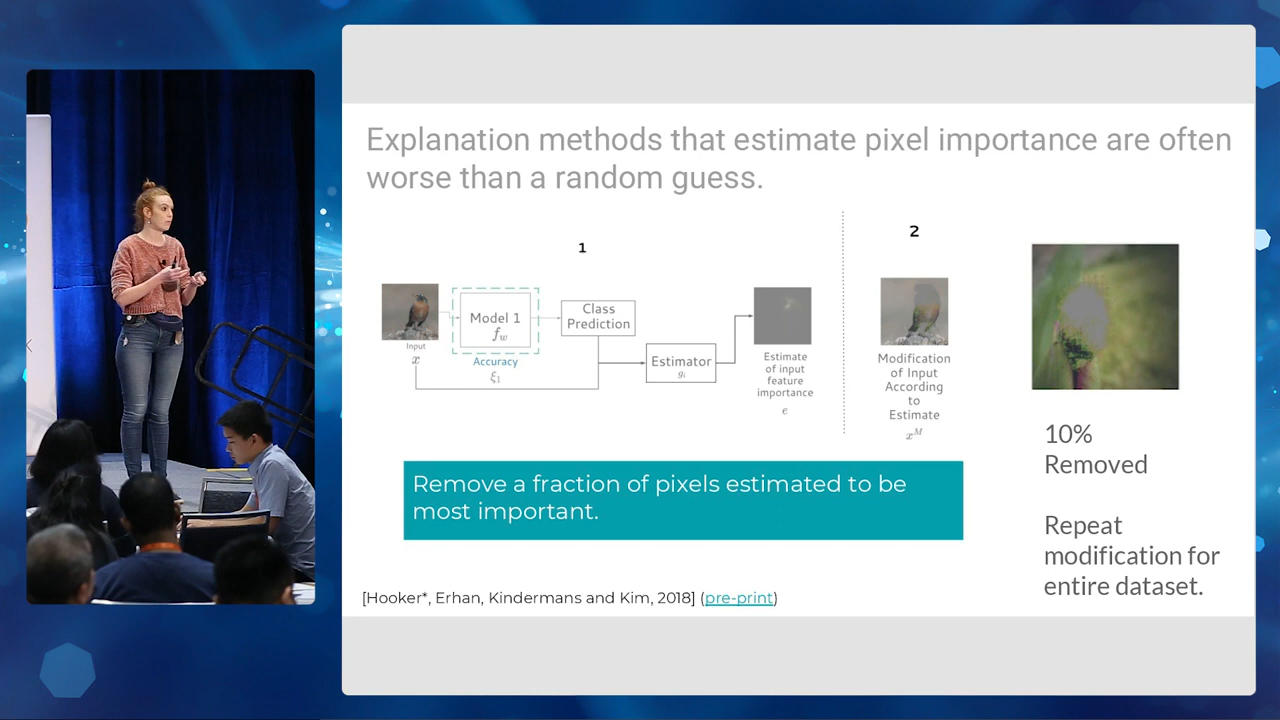 Explanation methods that estimate pixel importance are often
worse than a random guess.
1
2
Input
x
Model 1
f_w
Accuracy
ξ₁
Class
Prediction
Estimator
g_i
Estimate
of input
feature
importance
e
Modification
of Input
According
to
Estimate
x^M
10%
Removed
Repeat
modification for
entire dataset.
Remove a fraction of pixels estimated to be
most important.
[Hooker*, Erhan, Kindermans and Kim, 2018] (pre-print)